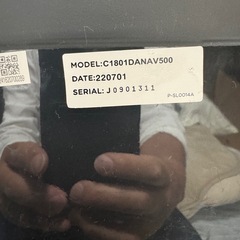 MODEL:C1801DANAV500
DATE:220701
SERIAL: J0901311
P-SL0014A